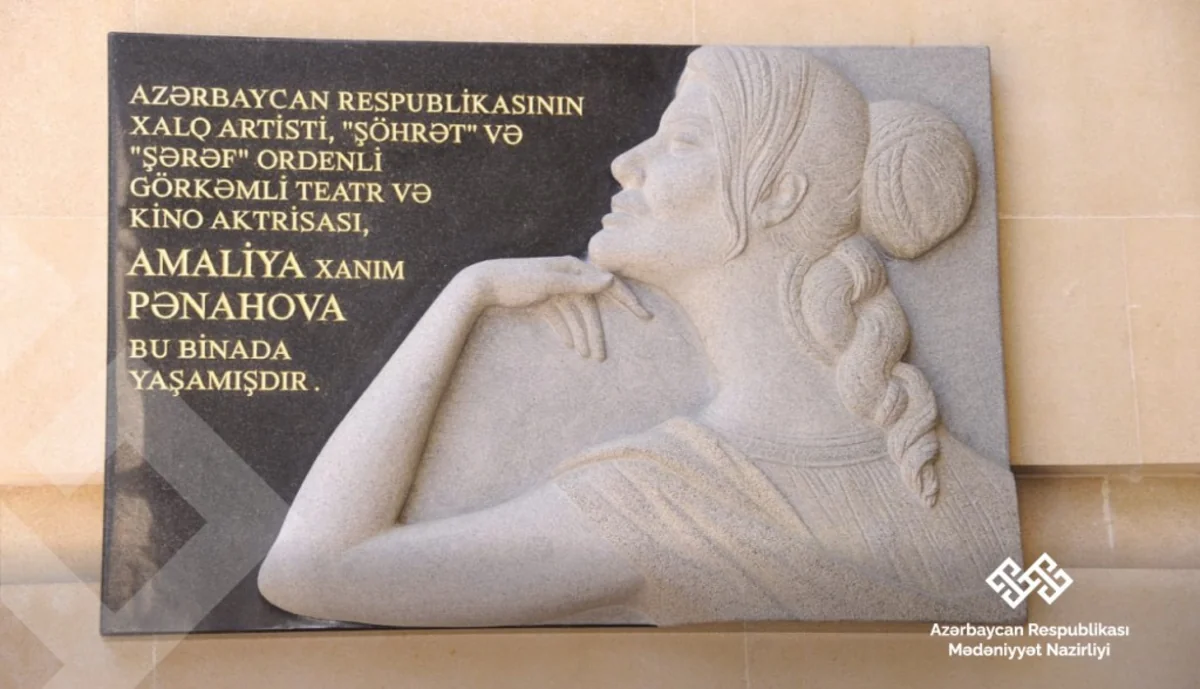 AZƏRBAYCAN RESPUBLİKASININ
XALQ ARTİSTİ, "ŞÖHRƏT" VƏ
"ŞƏRƏF" ORDENLİ
GÖRKƏMLİ TEATR VƏ
KİNO AKTRİSASI,
AMALİYA XANIM
PƏNAHOVA
BU BİNADA
YAŞAMIŞDIR.
Azərbaycan Respublikası
Mədəniyyət Nazirliyi